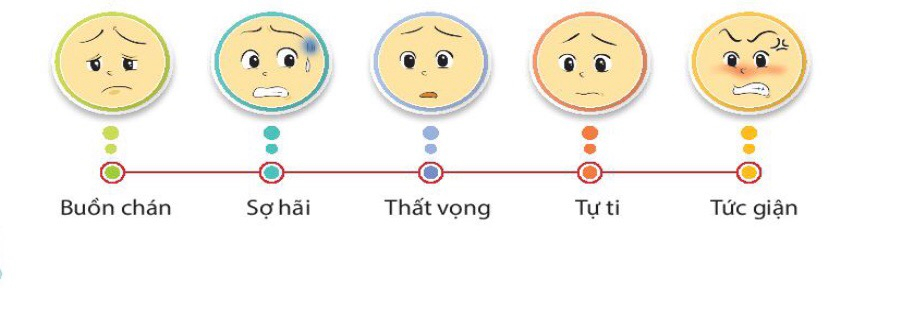 Buồn chán Sợ hãi Thất vọng Tự ti Tức giận